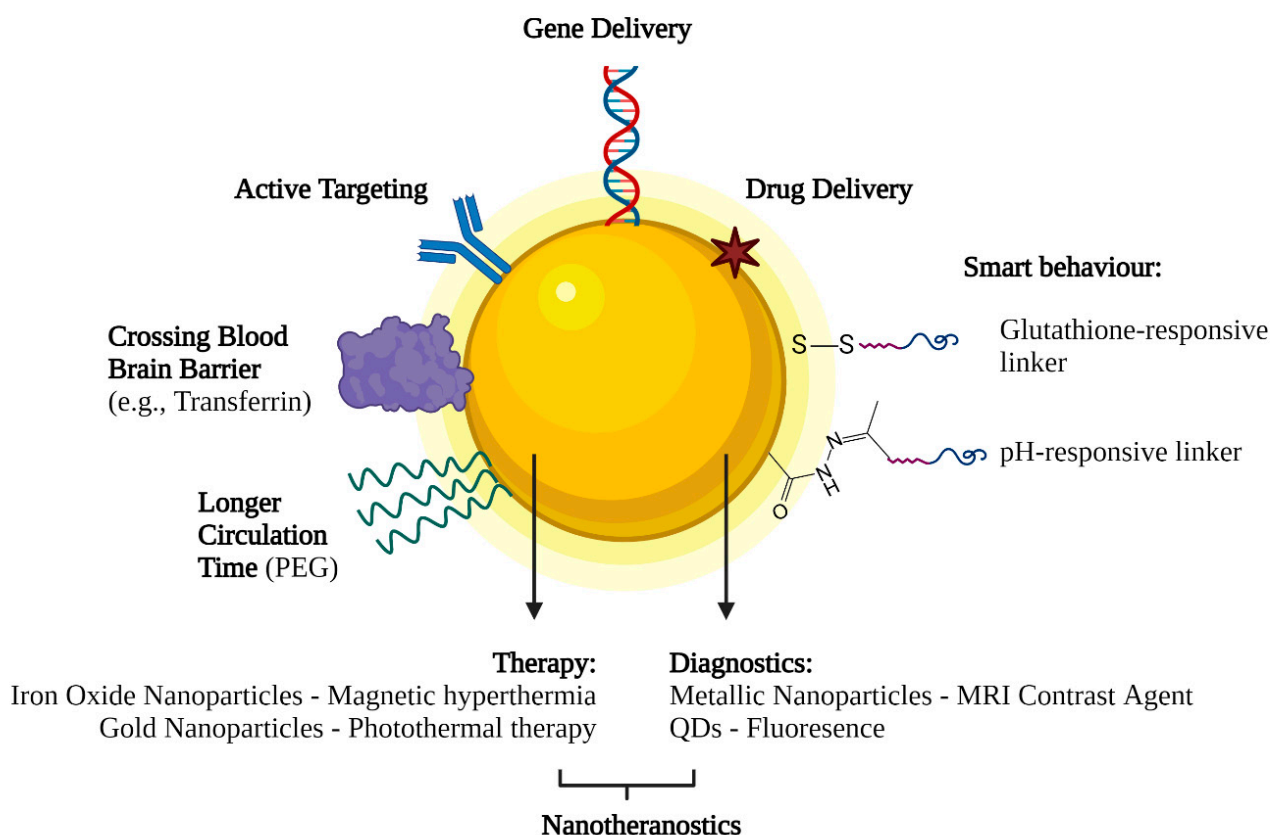 Gene Delivery
Active Targeting
Drug Delivery
Smart behaviour:
Crossing Blood
Brain Barrier
(e.g., Transferrin)
S—S
Glutathione-responsive
linker
N
N
H
O
pH-responsive linker
Longer
Circulation
Time (PEG)
Therapy:
Iron Oxide Nanoparticles - Magnetic hyperthermia
Gold Nanoparticles - Photothermal therapy
Diagnostics:
Metallic Nanoparticles - MRI Contrast Agent
QDs - Fluoresence
Nanotheranostics